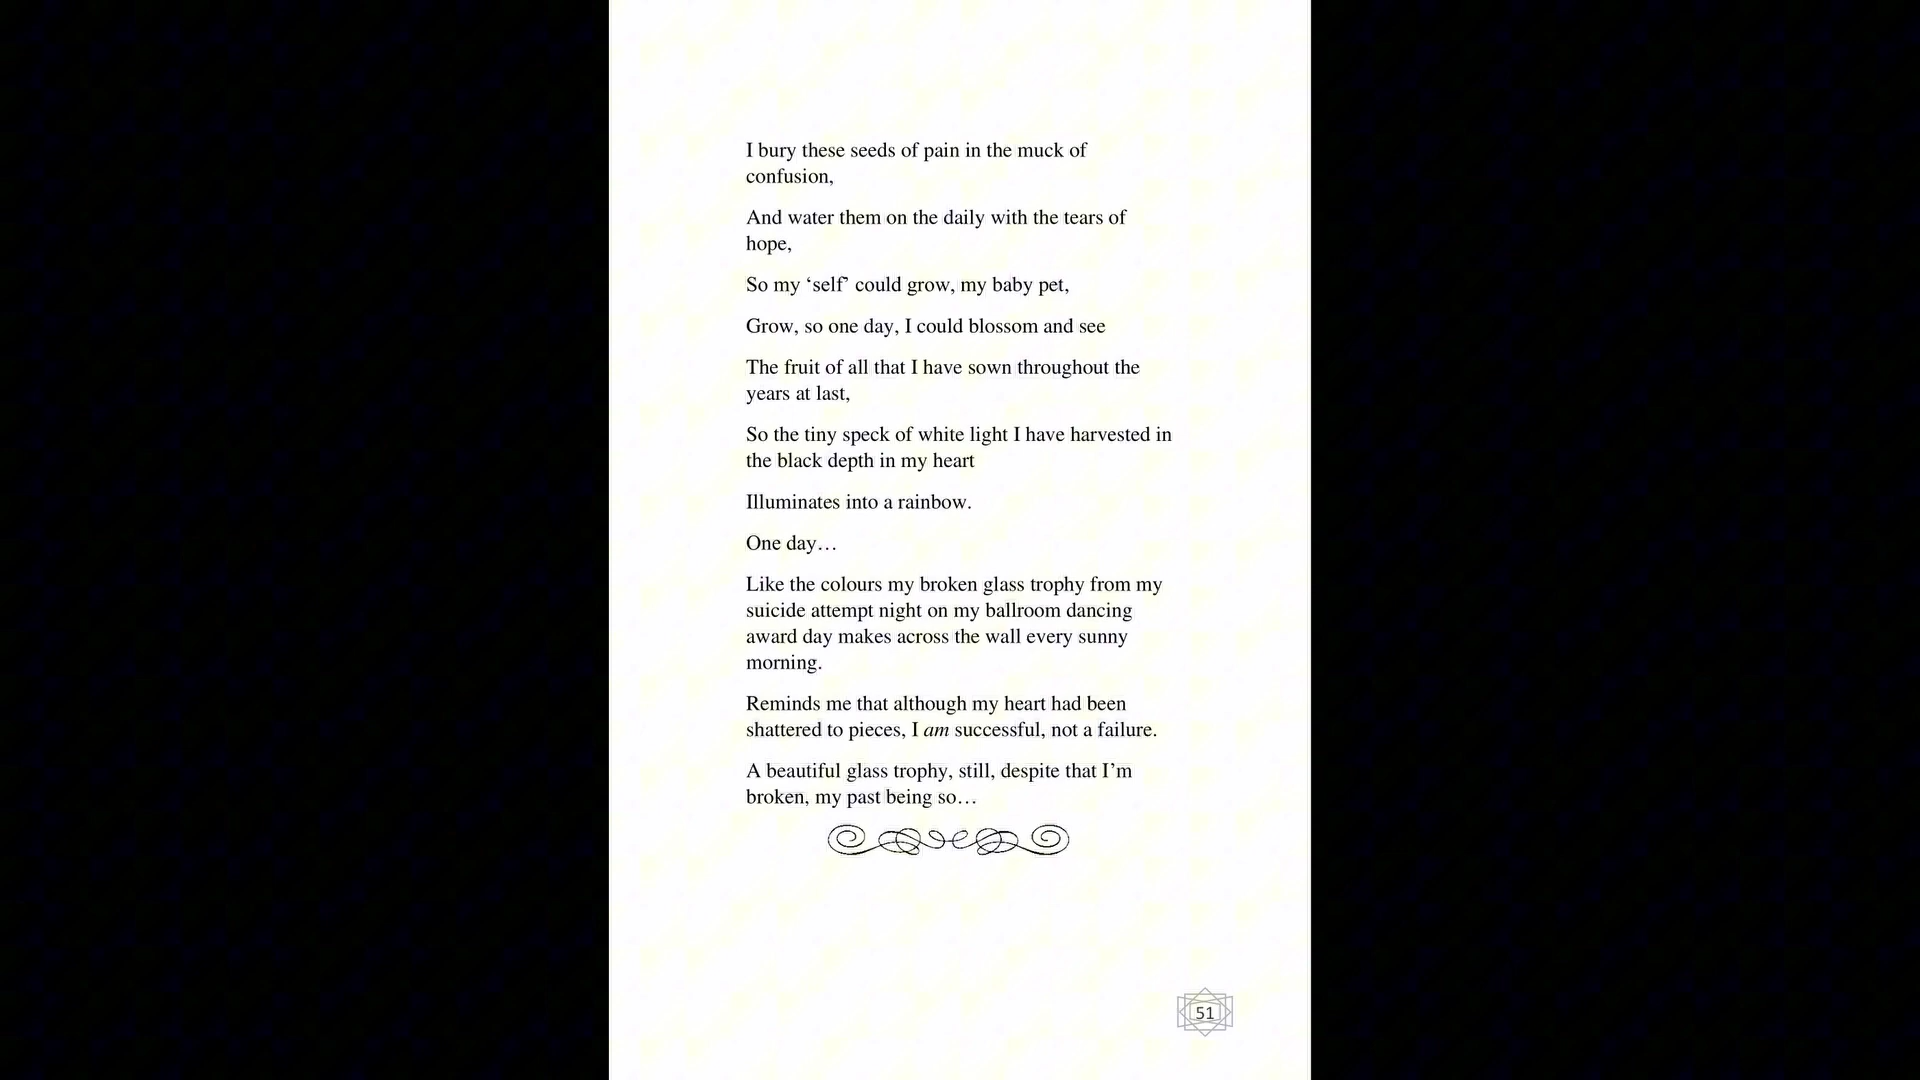 I bury these seeds of pain in the muck of
confusion,
And water them on the daily with the tears of
hope,
So my ‘self’ could grow, my baby pet,
Grow, so one day, I could blossom and see
The fruit of all that I have sown throughout the
years at last,
So the tiny speck of white light I have harvested in
the black depth in my heart
Illuminates into a rainbow.
One day…
Like the colours my broken glass trophy from my
suicide attempt night on my ballroom dancing
award day makes across the wall every sunny
morning.
Reminds me that although my heart had been
shattered to pieces, I am successful, not a failure.
A beautiful glass trophy, still, despite that I’m
broken, my past being so…
51